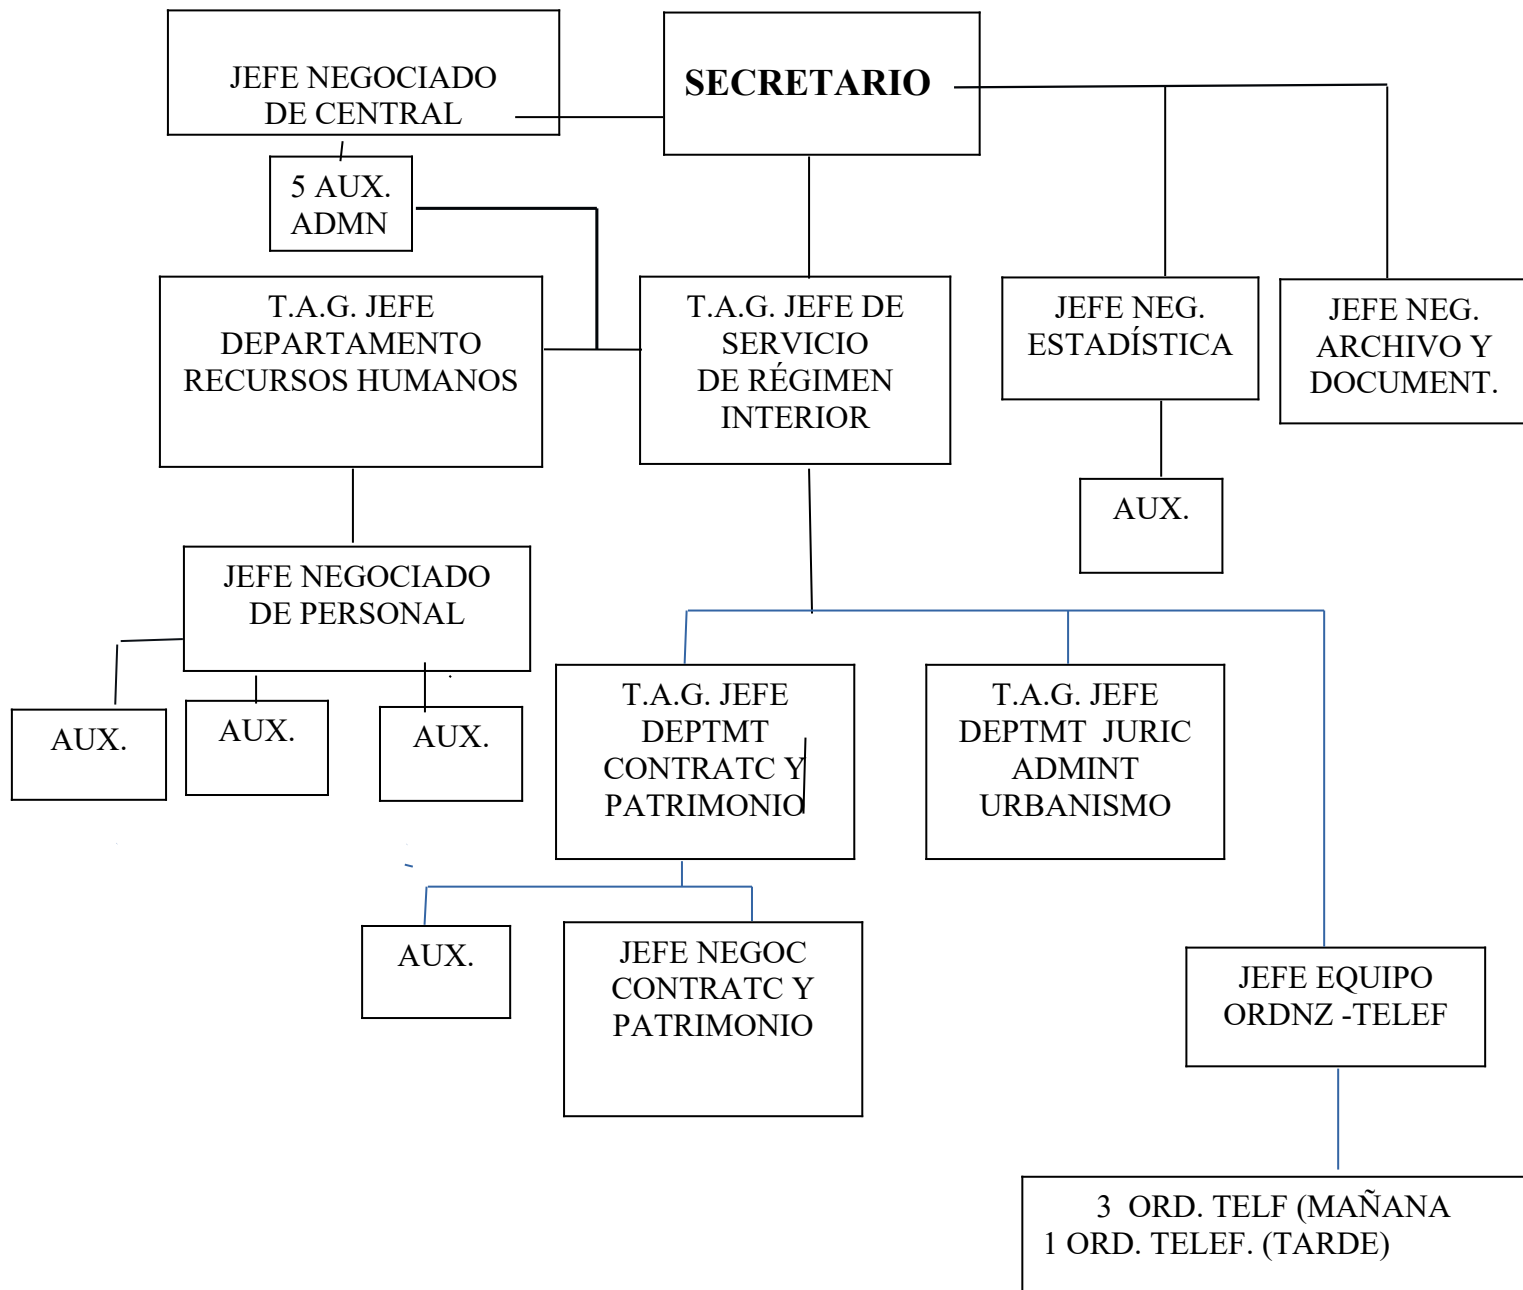 JEFE NEGOCIADO
DE CENTRAL
SECRETARIO
5 AUX.
ADMN
T.A.G. JEFE
DEPARTAMENTO
RECURSOS HUMANOS
T.A.G. JEFE DE
SERVICIO
DE RÉGIMEN
INTERIOR
JEFE NEG.
ESTADÍSTICA
JEFE NEG.
ARCHIVO Y
DOCUMENT.
AUX.
JEFE NEGOCIADO
DE PERSONAL
AUX.
AUX.
AUX.
T.A.G. JEFE
DEPTMT
CONTRATC Y
PATRIMONIO
T.A.G. JEFE
DEPTMT JURIC
ADMINT
URBANISMO
AUX.
JEFE NEGOC
CONTRATC Y
PATRIMONIO
JEFE EQUIPO
ORDNZ -TELEF
3 ORD. TELF (MAÑANA
1 ORD. TELEF. (TARDE)